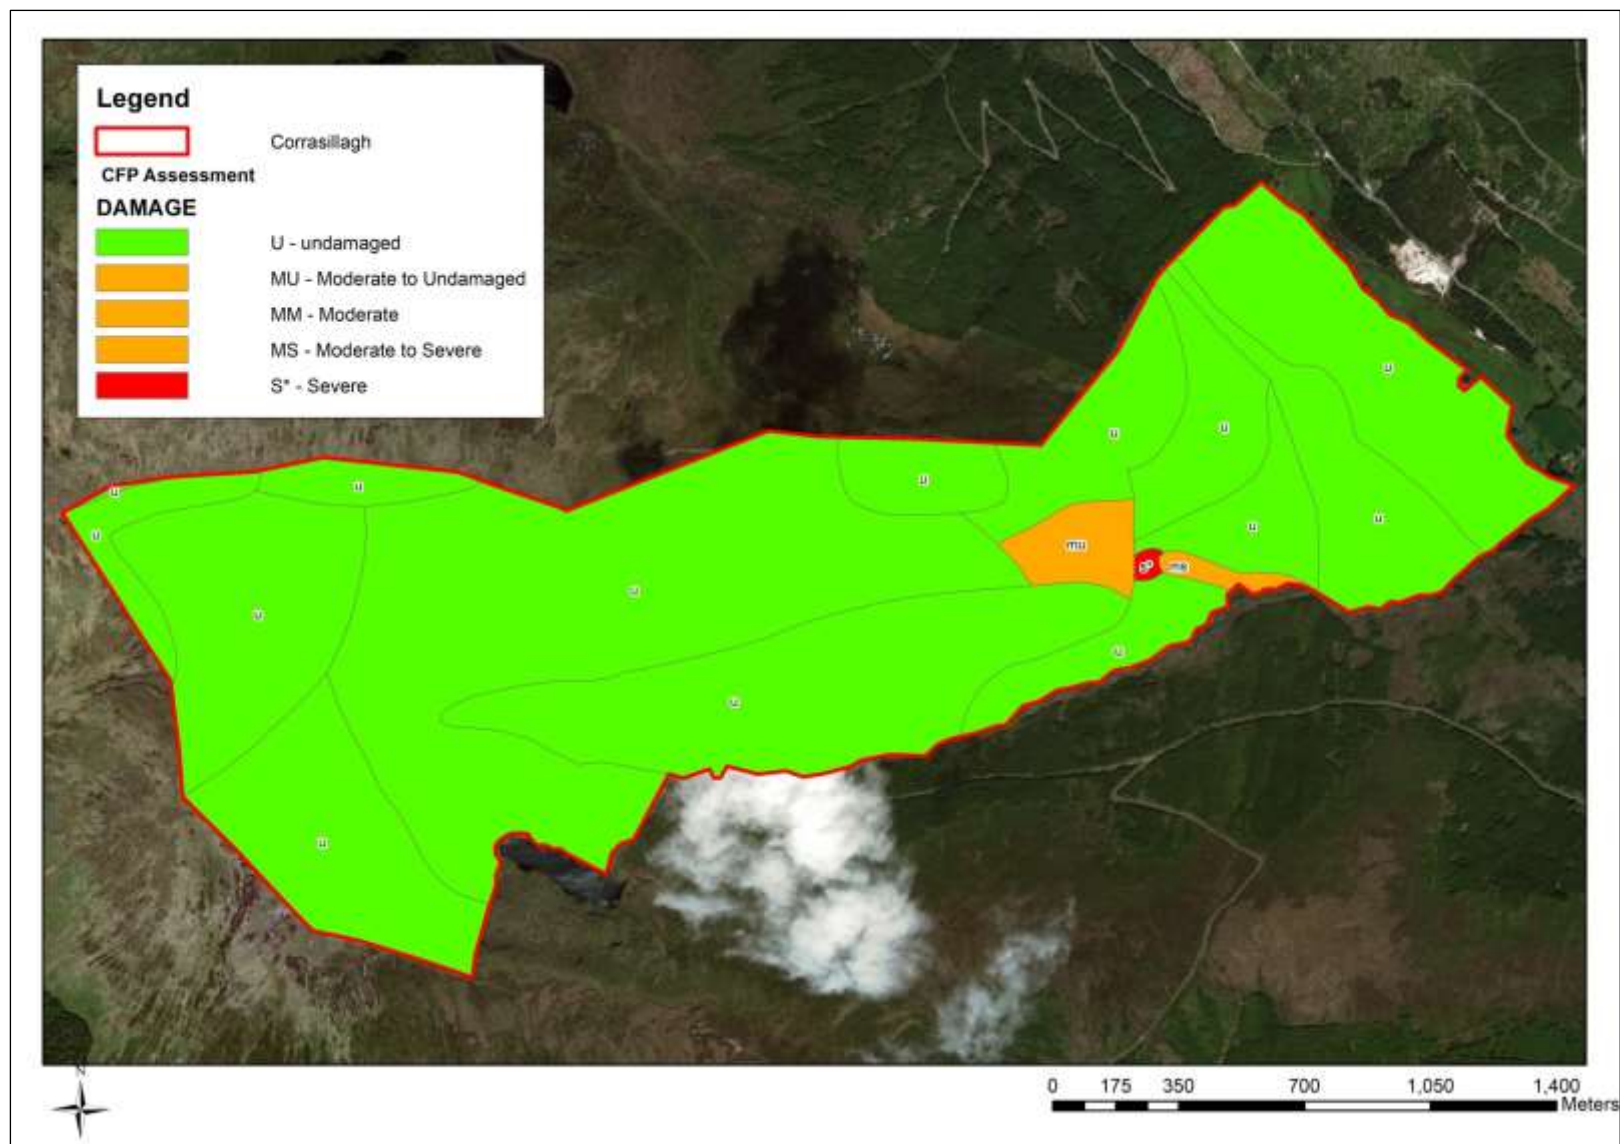 Legend
Corrasillagh
CFP Assessment
DAMAGE
U - undamaged
MU - Moderate to Undamaged
MM - Moderate
MS - Moderate to Severe
S* - Severe
u
u
u
u
u
u
u
u
u
mu
s*
ms
u
u
u
u
u
u
N
0 175 350 700 1,050 1,400
Meters